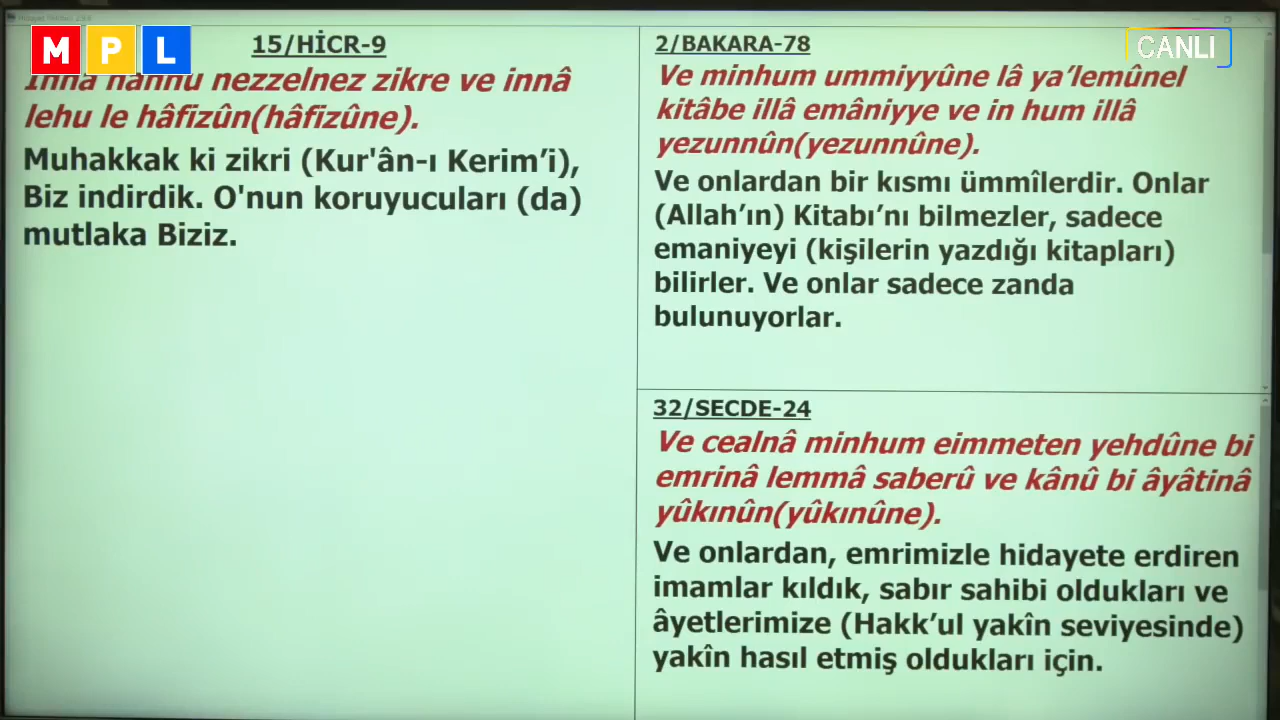 MPL
15/HİCR-9
İnnâ nahnu nezzelnez zikre ve innâ
lehu le hâfizûn(hâfizûne).
Muhakkak ki zikri (Kur'ân-ı Kerim’i),
Biz indirdik. O'nun koruyucuları (da)
mutlaka Biziz.
2/BAKARA-78
CANLI
Ve minhum ummiyyûne lâ ya’lemûnel
kitâbe illâ emâniyye ve in hum illâ
yezunnûn(yezunnûne).
Ve onlardan bir kısmı ümmîlerdir. Onlar
(Allah’ın) Kitabı’nı bilmezler, sadece
emaniyeyi (kişilerin yazdığı kitapları)
bilirler. Ve onlar sadece zanda
bulunuyorlar.
32/SECDE-24
Ve cealnâ minhum eimmeten yehdûne bi
emrinâ lemmâ saberû ve kânû bi âyâtinâ
yûkınûn(yûkınûne).
Ve onlardan, emrimizle hidayete erdiren
imamlar kıldık, sabır sahibi oldukları ve
âyetlerimize (Hakk’ul yakîn seviyesinde)
yakîn hasıl etmiş oldukları için.